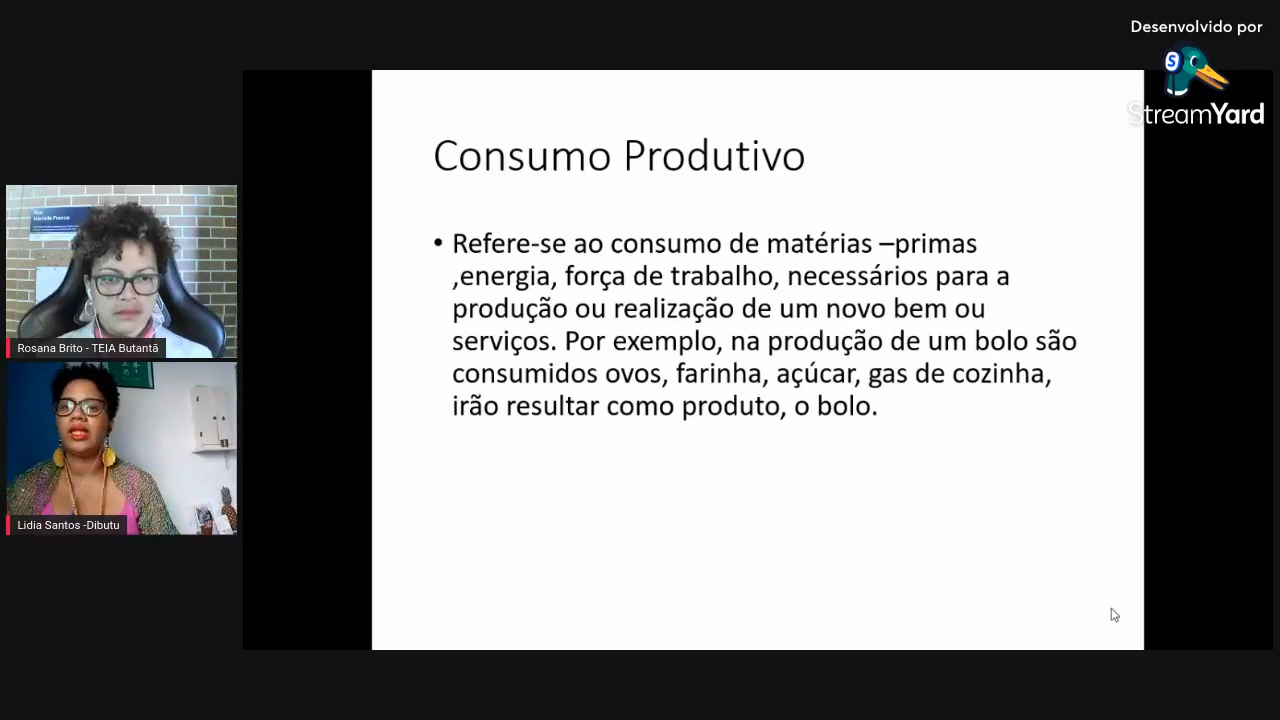 Desenvolvido por
StreamYard
Consumo Produtivo
• Refere-se ao consumo de matérias –primas
,energia, força de trabalho, necessários para a
produção ou realização de um novo bem ou
serviços. Por exemplo, na produção de um bolo são
consumidos ovos, farinha, açúcar, gas de cozinha,
irão resultar como produto, o bolo.
Rosana Brito - TEIA Butantã
Lidia Santos -Dibutu